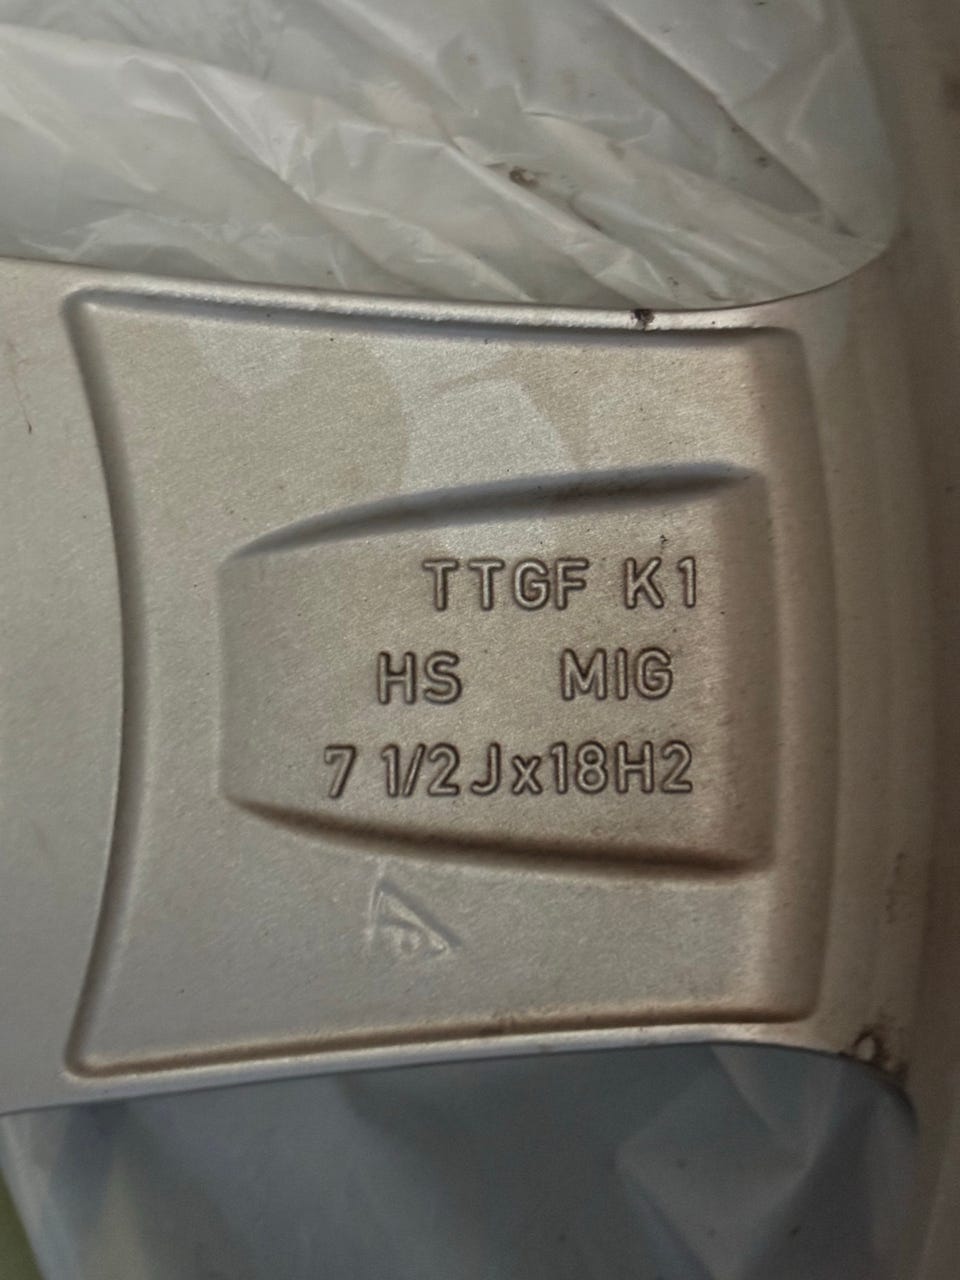 TTGF K1
HS MIG
7 1/2Jx18H2